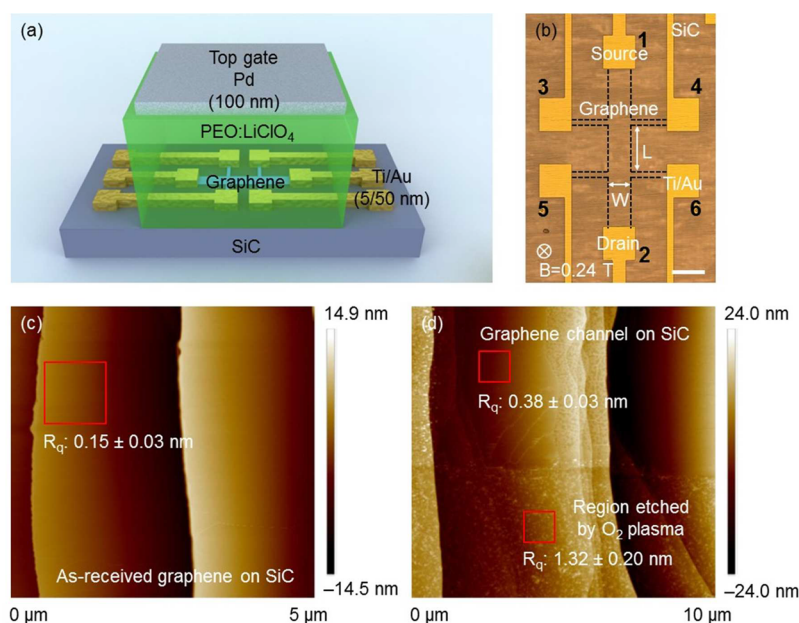 (a)
Top gate
Pd
(100 nm)
PEO:LiClO₄
Graphene
Ti/Au
(5/50 nm)
SiC
(b)
1
SiC
Source
3
4
Graphene
L
Ti/Au
W
5
6
Drain
2
B=0.24 T
(c)
14.9 nm
Rq: 0.15 ± 0.03 nm
As-received graphene on SiC
–14.5 nm
0 µm
5 µm
(d)
24.0 nm
Graphene channel on SiC
Rq: 0.38 ± 0.03 nm
Region etched
by O₂ plasma
Rq: 1.32 ± 0.20 nm
–24.0 nm
0 µm
10 µm